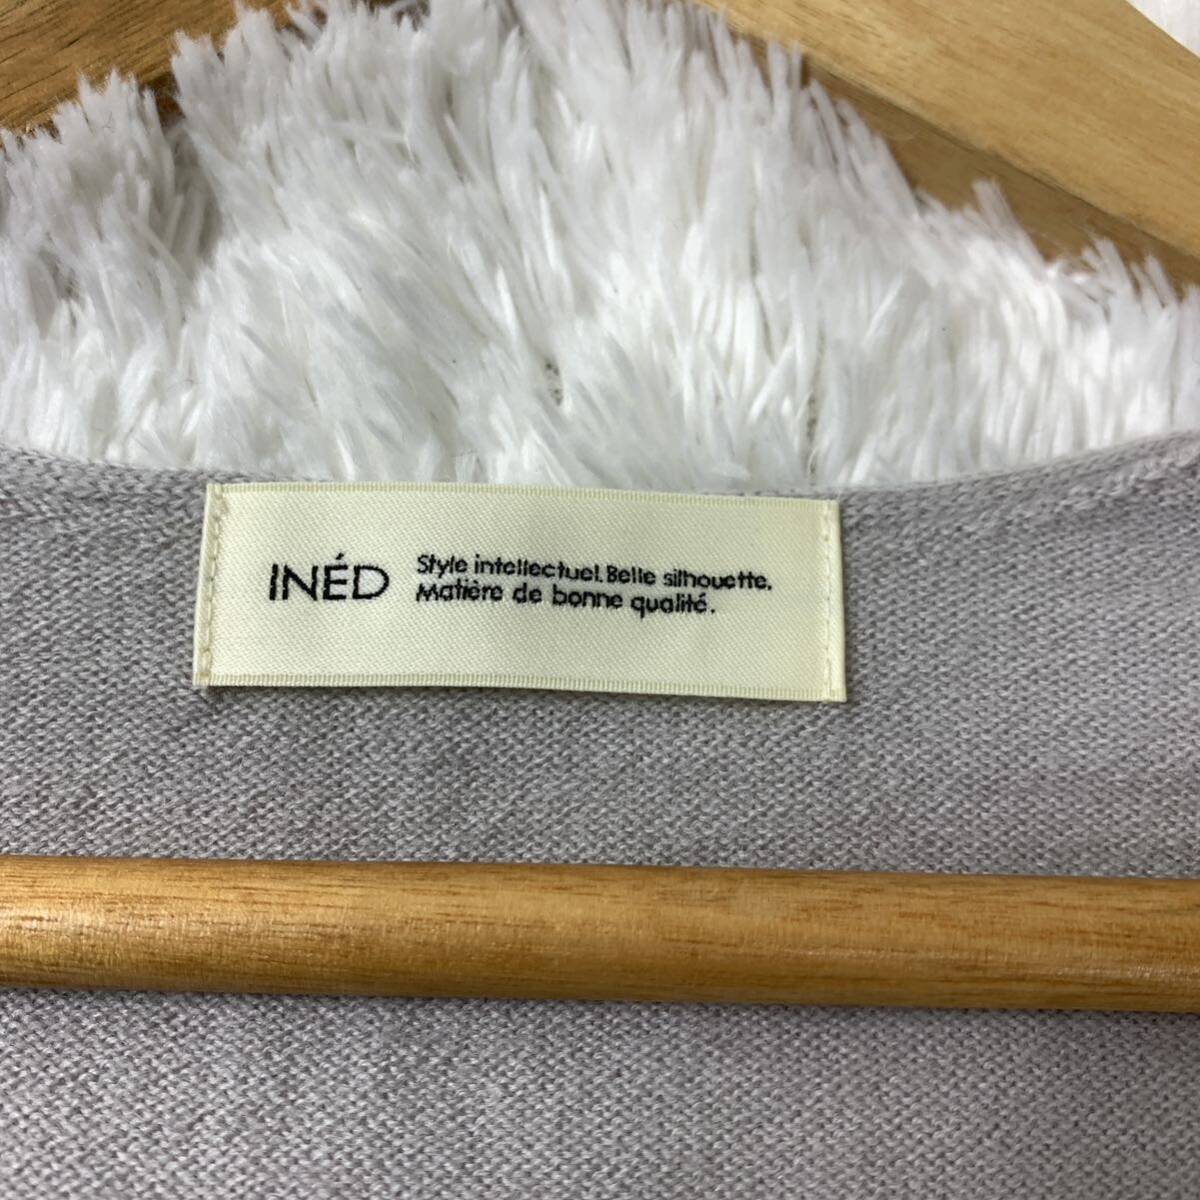 INÉD
Style intellectuel. Belle silhouette.
Matière de bonne qualité.